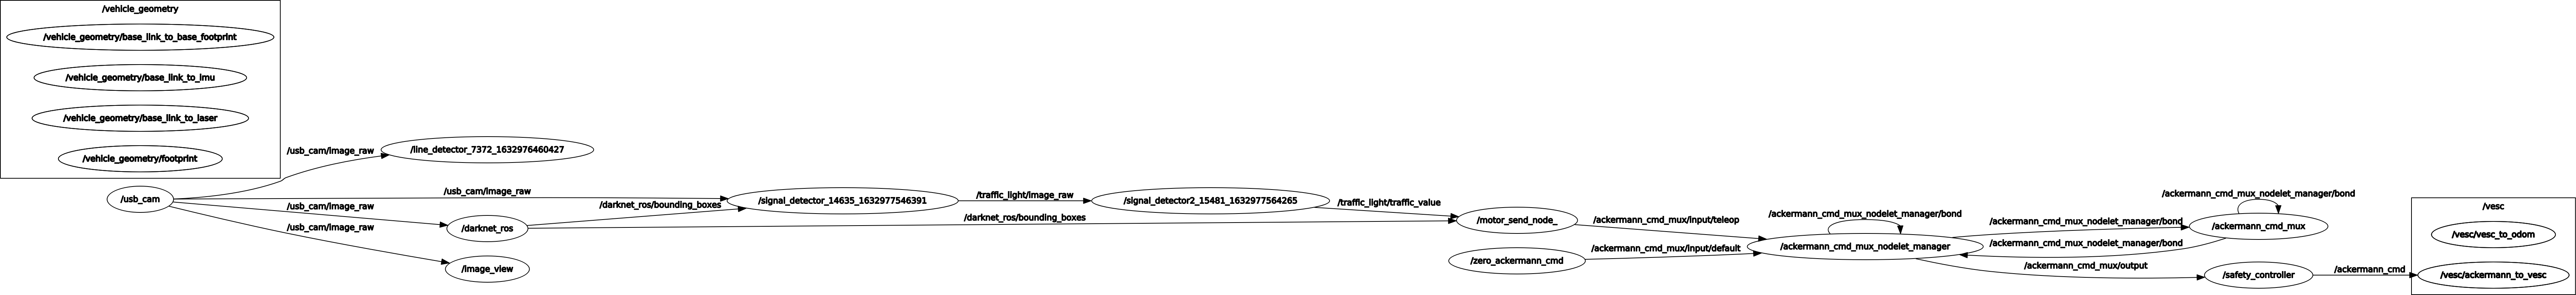 /vehicle_geometry
/vehicle_geometry/base_link_to_base_footprint
/vehicle_geometry/base_link_to_imu
/vehicle_geometry/base_link_to_laser
/vehicle_geometry/footprint
/usb_cam
/usb_cam/image_raw
/line_detector_7372_1632976460427
/usb_cam/image_raw
/usb_cam/image_raw
/usb_cam/image_raw
/darknet_ros
/image_view
/darknet_ros/bounding_boxes
/darknet_ros/bounding_boxes
/signal_detector_14635_1632977546391
/traffic_light/image_raw
/signal_detector2_15481_1632977564265
/traffic_light/traffic_value
/motor_send_node_
/zero_ackermann_cmd
/ackermann_cmd_mux/input/teleop
/ackermann_cmd_mux/input/default
/ackermann_cmd_mux_nodelet_manager/bond
/ackermann_cmd_mux_nodelet_manager
/ackermann_cmd_mux_nodelet_manager/bond
/ackermann_cmd_mux_nodelet_manager/bond
/ackermann_cmd_mux/output
/ackermann_cmd_mux_nodelet_manager/bond
/ackermann_cmd_mux
/safety_controller
/ackermann_cmd
/vesc
/vesc/vesc_to_odom
/vesc/ackermann_to_vesc